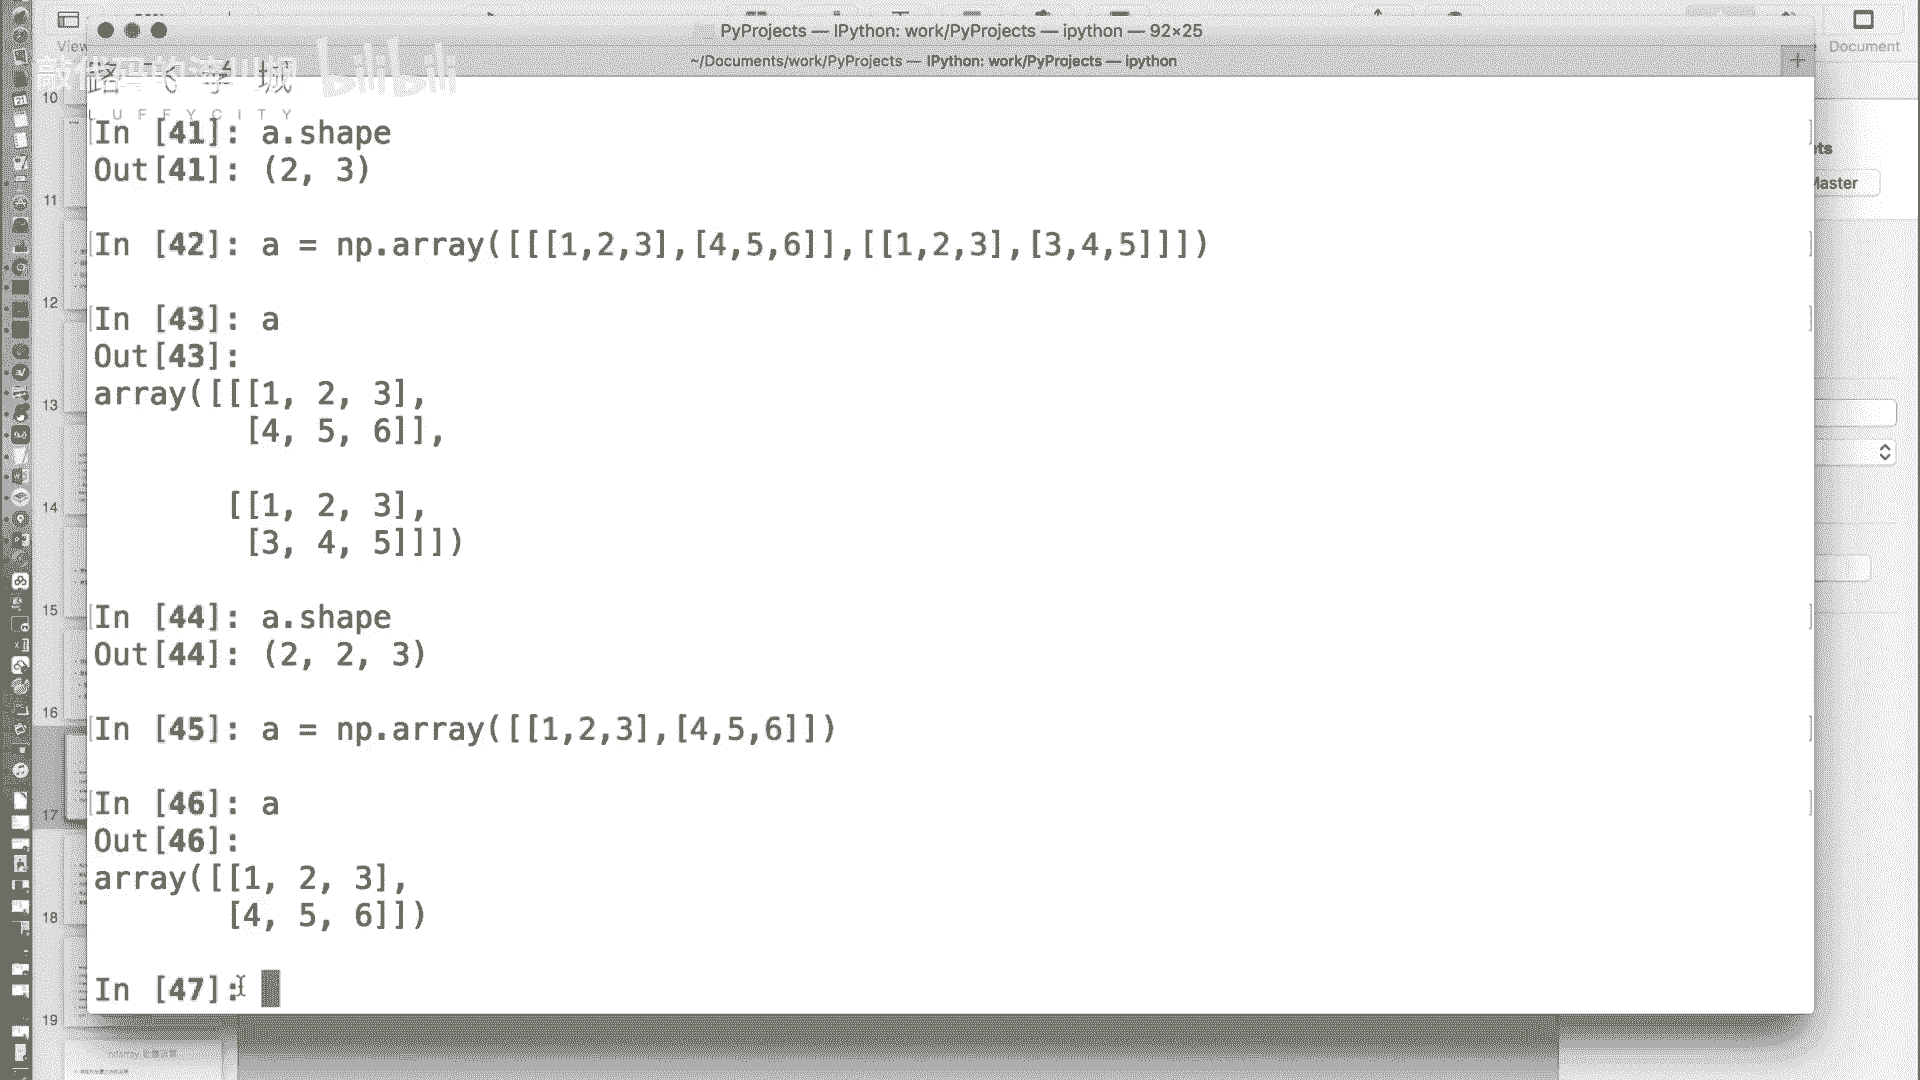 PyProjects — IPython: work/PyProjects — ipython — 92×25
View
Document
~/Documents/work/PyProjects — IPython: work/PyProjects — ipython
bilibili
路飞学城
LUFFYCITY
Master
In [41]: a.shape
Out[41]: (2, 3)
In [42]: a = np.array([[[1,2,3],[4,5,6]],[[1,2,3],[3,4,5]]])
In [43]: a
Out[43]:
array([[[1, 2, 3],
[4, 5, 6]],
[[1, 2, 3],
[3, 4, 5]]])
In [44]: a.shape
Out[44]: (2, 2, 3)
In [45]: a = np.array([[1,2,3],[4,5,6]])
In [46]: a
Out[46]:
array([[1, 2, 3],
[4, 5, 6]])
In [47]:
10
11
12
13
14
15
16
17
18
19